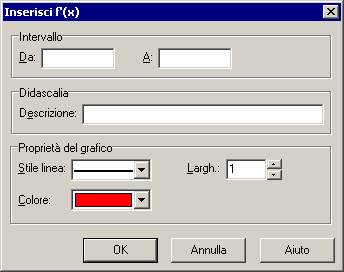 Inserisci f'(x)
Intervallo
Da:
A:
Didascalia
Descrizione:
Proprietà del grafico
Stile linea:
Largh.: 1
Colore:
OK
Annulla
Aiuto